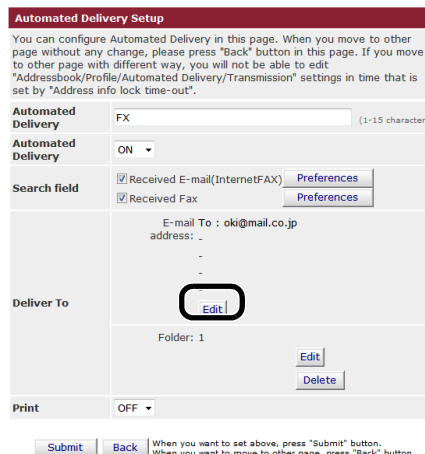 Automated Delivery Setup
You can configure Automated Delivery in this page. When you move to other
page without any change, please press "Back" button in this page. If you move
to other page with different way, you will not be able to edit
"Addressbook/Profile/Automated Delivery/Transmission" settings in time that is
set by "Address info lock time-out".
Automated
Delivery
FX
(1-15 character
Automated
Delivery
ON
Search field
Received E-mail(InternetFAX)
Preferences
Received Fax
Preferences
Deliver To
E-mail To : oki@mail.co.jp
address: -
-
-
-
Edit
Folder: 1
Edit
Delete
Print
OFF
Submit
Back
When you want to set above, press "Submit" button.
When you want to move to other page, press "Back" button